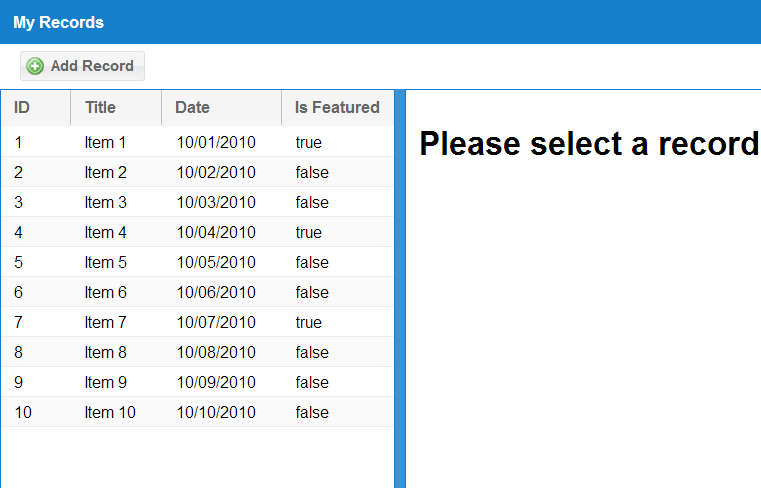 My Records
Add Record
ID Title Date Is Featured
1 Item 1 10/01/2010 true
2 Item 2 10/02/2010 false
3 Item 3 10/03/2010 false
4 Item 4 10/04/2010 true
5 Item 5 10/05/2010 false
6 Item 6 10/06/2010 false
7 Item 7 10/07/2010 true
8 Item 8 10/08/2010 false
9 Item 9 10/09/2010 false
10 Item 10 10/10/2010 false
Please select a record